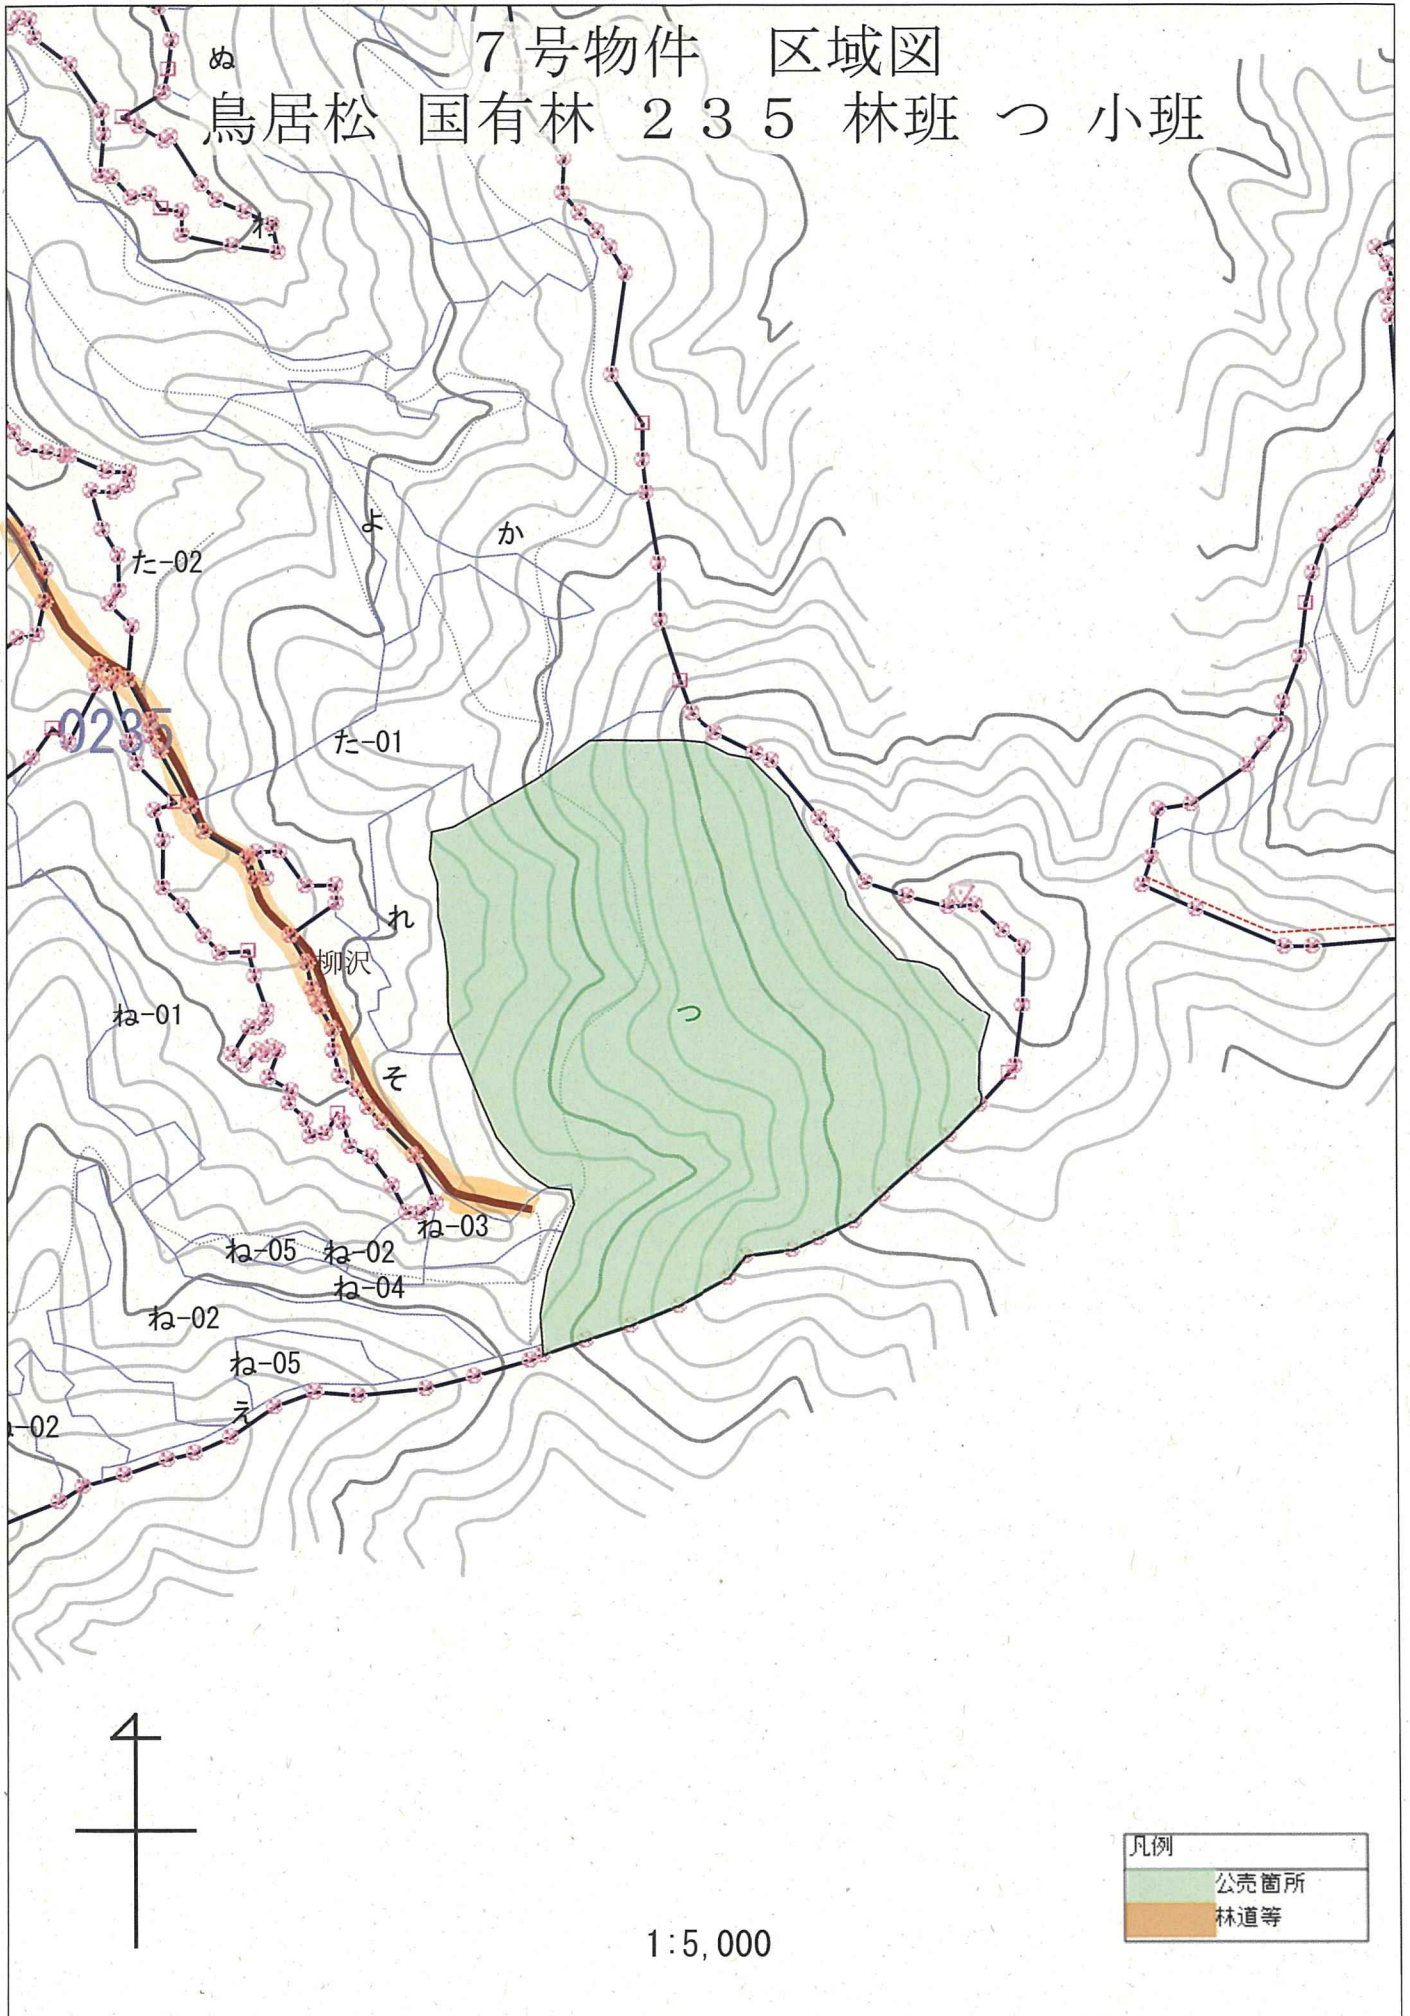 7号物件　区域図
鳥居松 国有林 ２３５ 林班 つ 小班
ぬ
よ
か
た-02
0235
た-01
れ
柳沢
ね-01
つ
そ
ね-03
ね-05
ね-02
ね-04
ね-02
ね-05
え
-02
凡例
公売箇所
林道等
1:5,000